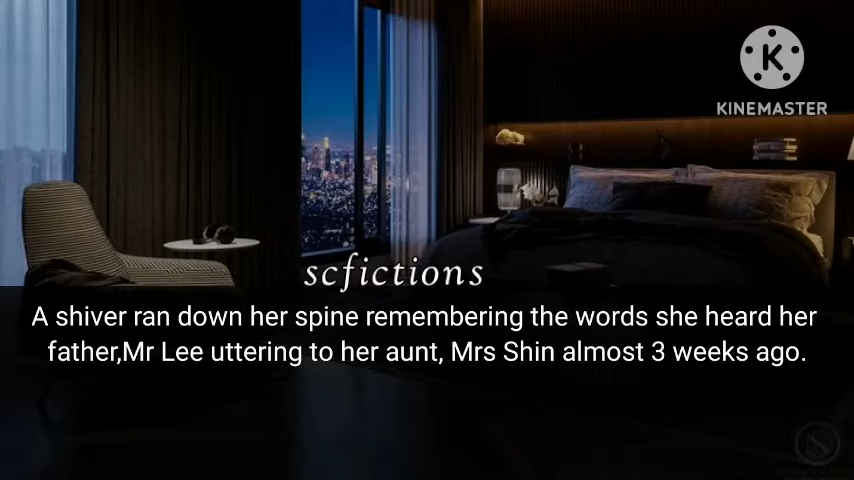 KINEMASTER
scfictions
A shiver ran down her spine remembering the words she heard her
father,Mr Lee uttering to her aunt, Mrs Shin almost 3 weeks ago.